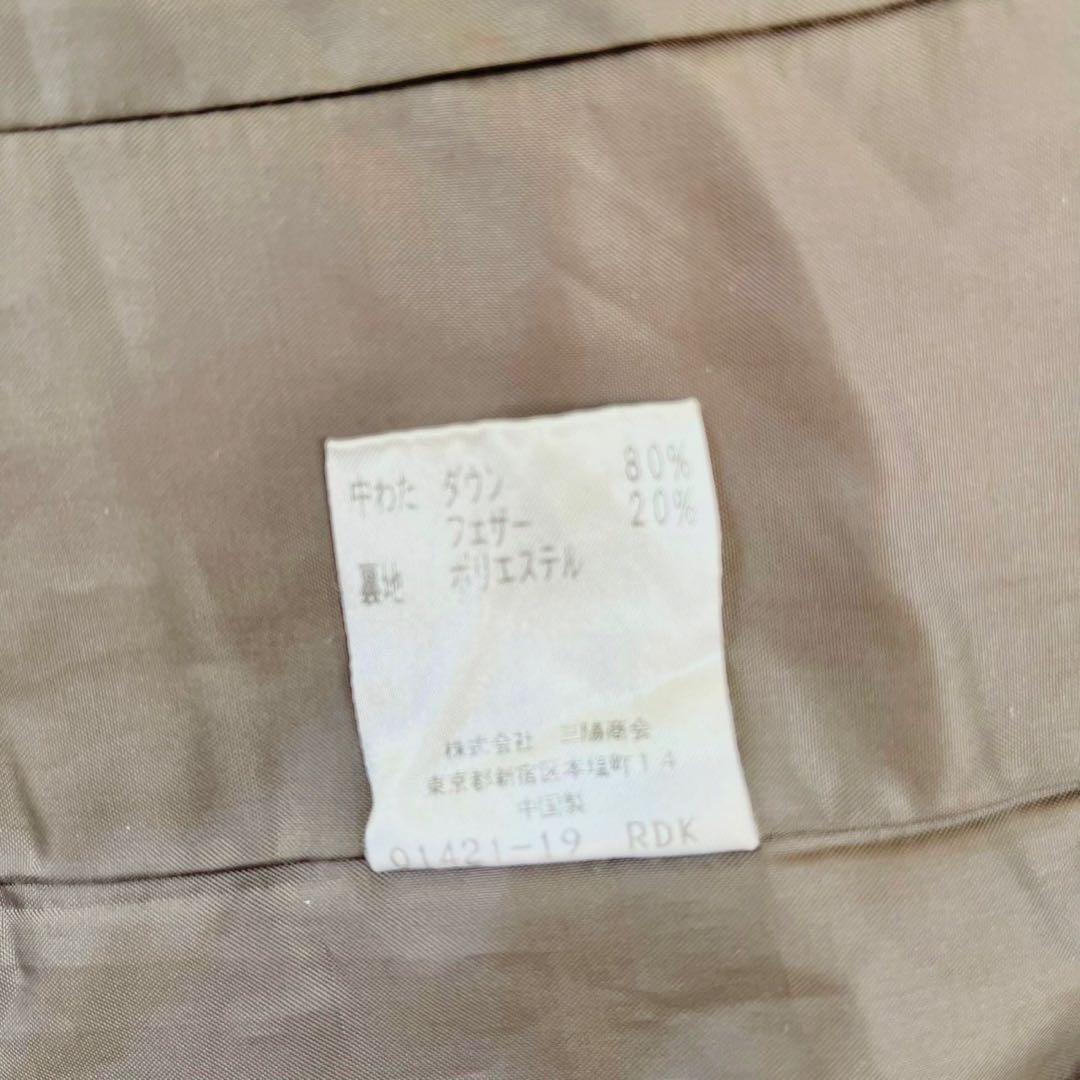 中わた ダウン 80%
フェザー 20%
裏地 ポリエステル
株式会社 三陽商会
東京都新宿区本塩町14
中国製
01421-19 RDK